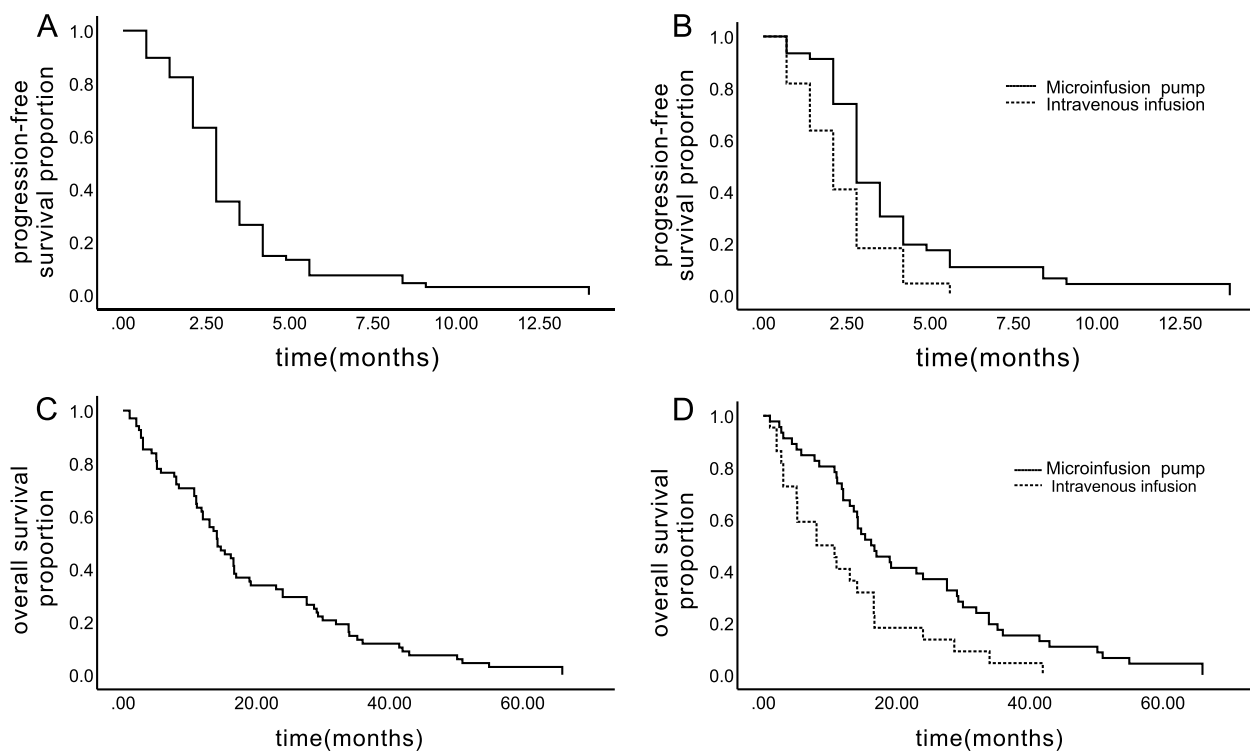 A
progression-free
survival proportion
1.0
0.8
0.6
0.4
0.2
0.0
.00 2.50 5.00 7.50 10.00 12.50
time(months)
B
progression-free
survival proportion
1.0
0.8
0.6
0.4
0.2
0.0
Microinfusion pump
Intravenous infusion
.00 2.50 5.00 7.50 10.00 12.50
time(months)
C
overall survival
proportion
1.0
0.8
0.6
0.4
0.2
0.0
.00 20.00 40.00 60.00
time(months)
D
overall survival
proportion
1.0
0.8
0.6
0.4
0.2
0.0
Microinfusion pump
Intravenous infusion
.00 20.00 40.00 60.00
time(months)